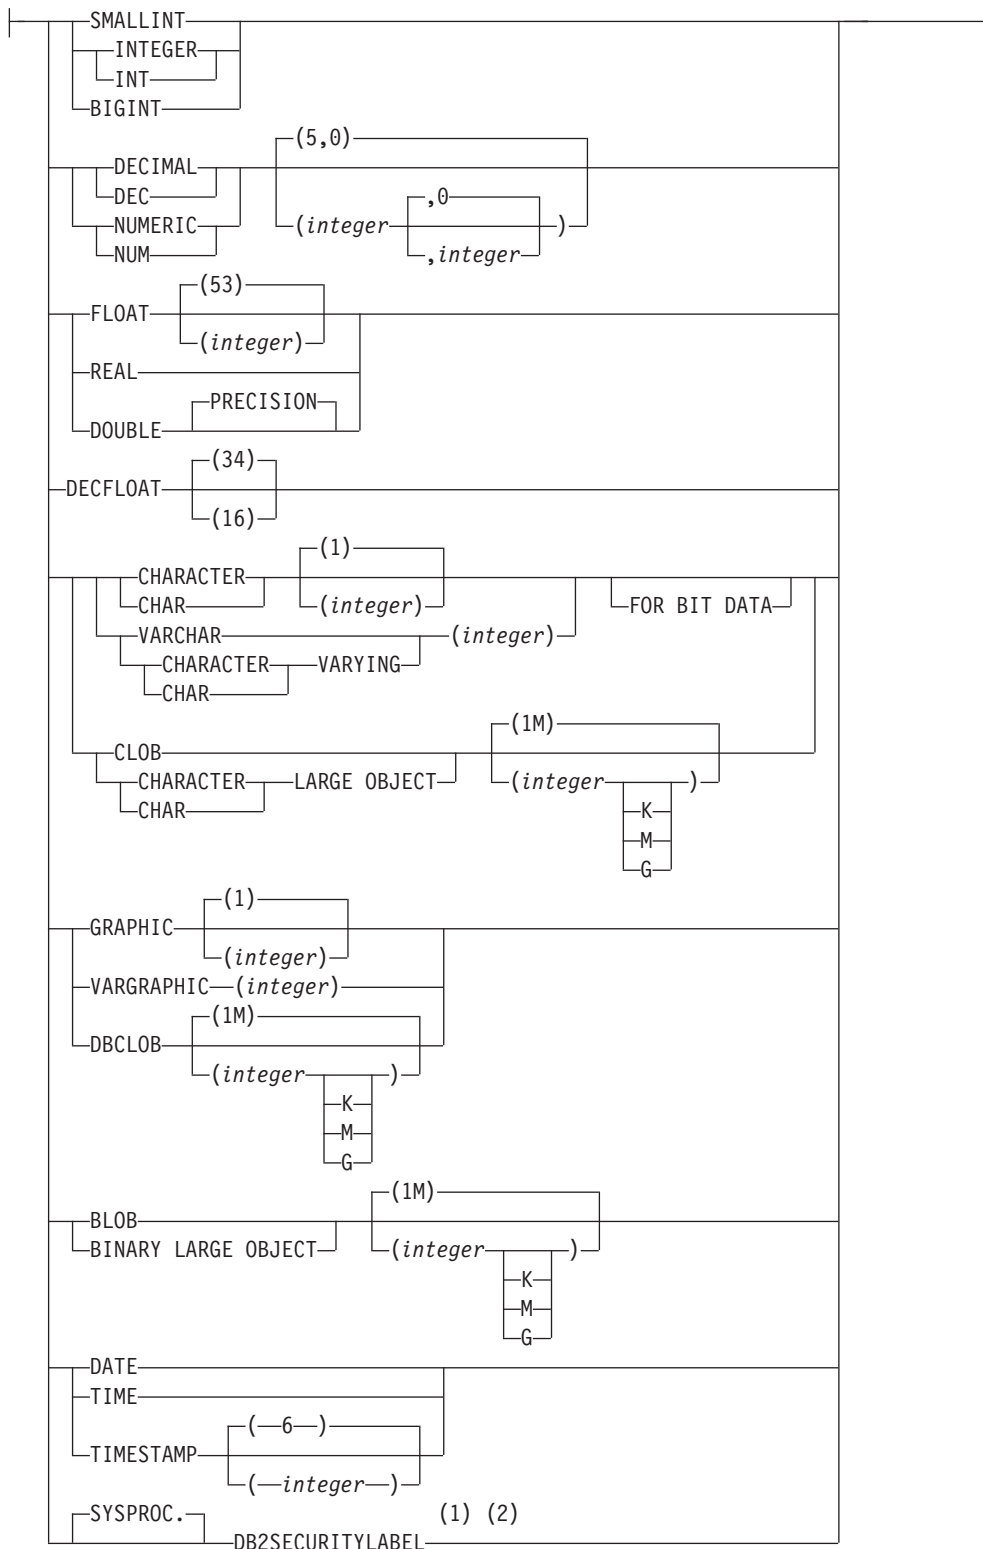 SMALLINT
INTEGER
INT
BIGINT
(5,0)
DECIMAL
DEC
,0
NUMERIC
(integer )
NUM
,integer
(53)
FLOAT
(integer)
REAL
PRECISION
DOUBLE
(34)
DECFLOAT
(16)
(1)
CHARACTER
CHAR
(integer)
FOR BIT DATA
VARCHAR
(integer)
CHARACTER VARYING
CHAR
(1M)
CLOB
CHARACTER LARGE OBJECT
(integer )
CHAR
K
M
G
(1)
GRAPHIC
(integer)
VARGRAPHIC (integer)
(1M)
DBCLOB
(integer )
K
M
G
(1M)
BLOB
BINARY LARGE OBJECT
(integer )
K
M
G
DATE
TIME
( 6 )
TIMESTAMP
( integer )
SYSPROC.
(1) (2)
DB2SECURITYLABEL